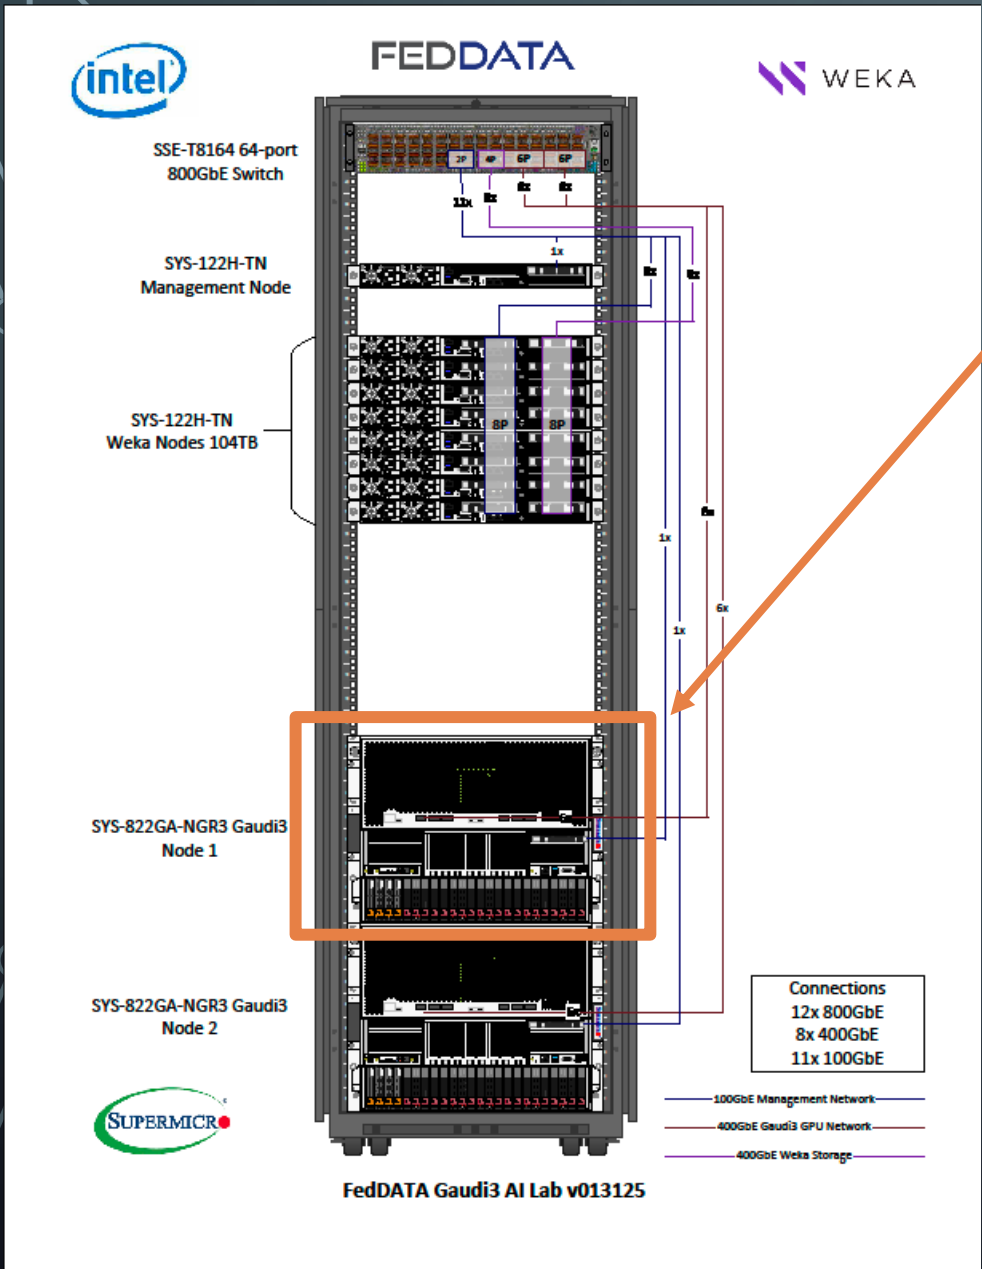 intel
FEDDATA
WEKA
SSE-T8164 64-port
800GbE Switch
2P
4P
6P
6P
11x
8x
6x
6x
1x
SYS-122H-TN
Management Node
8x
8x
SYS-122H-TN
Weka Nodes 104TB
8P
8P
6x
1x
6x
1x
SYS-822GA-NGR3 Gaudi3
Node 1
SYS-822GA-NGR3 Gaudi3
Node 2
Connections
12x 800GbE
8x 400GbE
11x 100GbE
SUPERMICRO
100GbE Management Network
400GbE Gaudi3 GPU Network
400GbE Weka Storage
FedDATA Gaudi3 AI Lab v013125